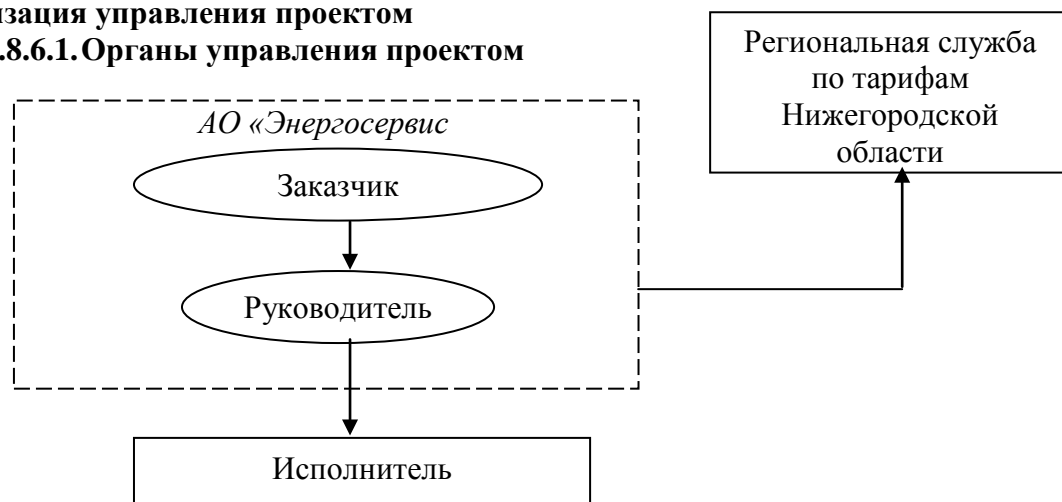 изация управления проектом
.8.6.1. Органы управления проектом
Региональная служба
по тарифам
Нижегородской
области
АО «Энергосервис
Заказчик
Руководитель
Исполнитель